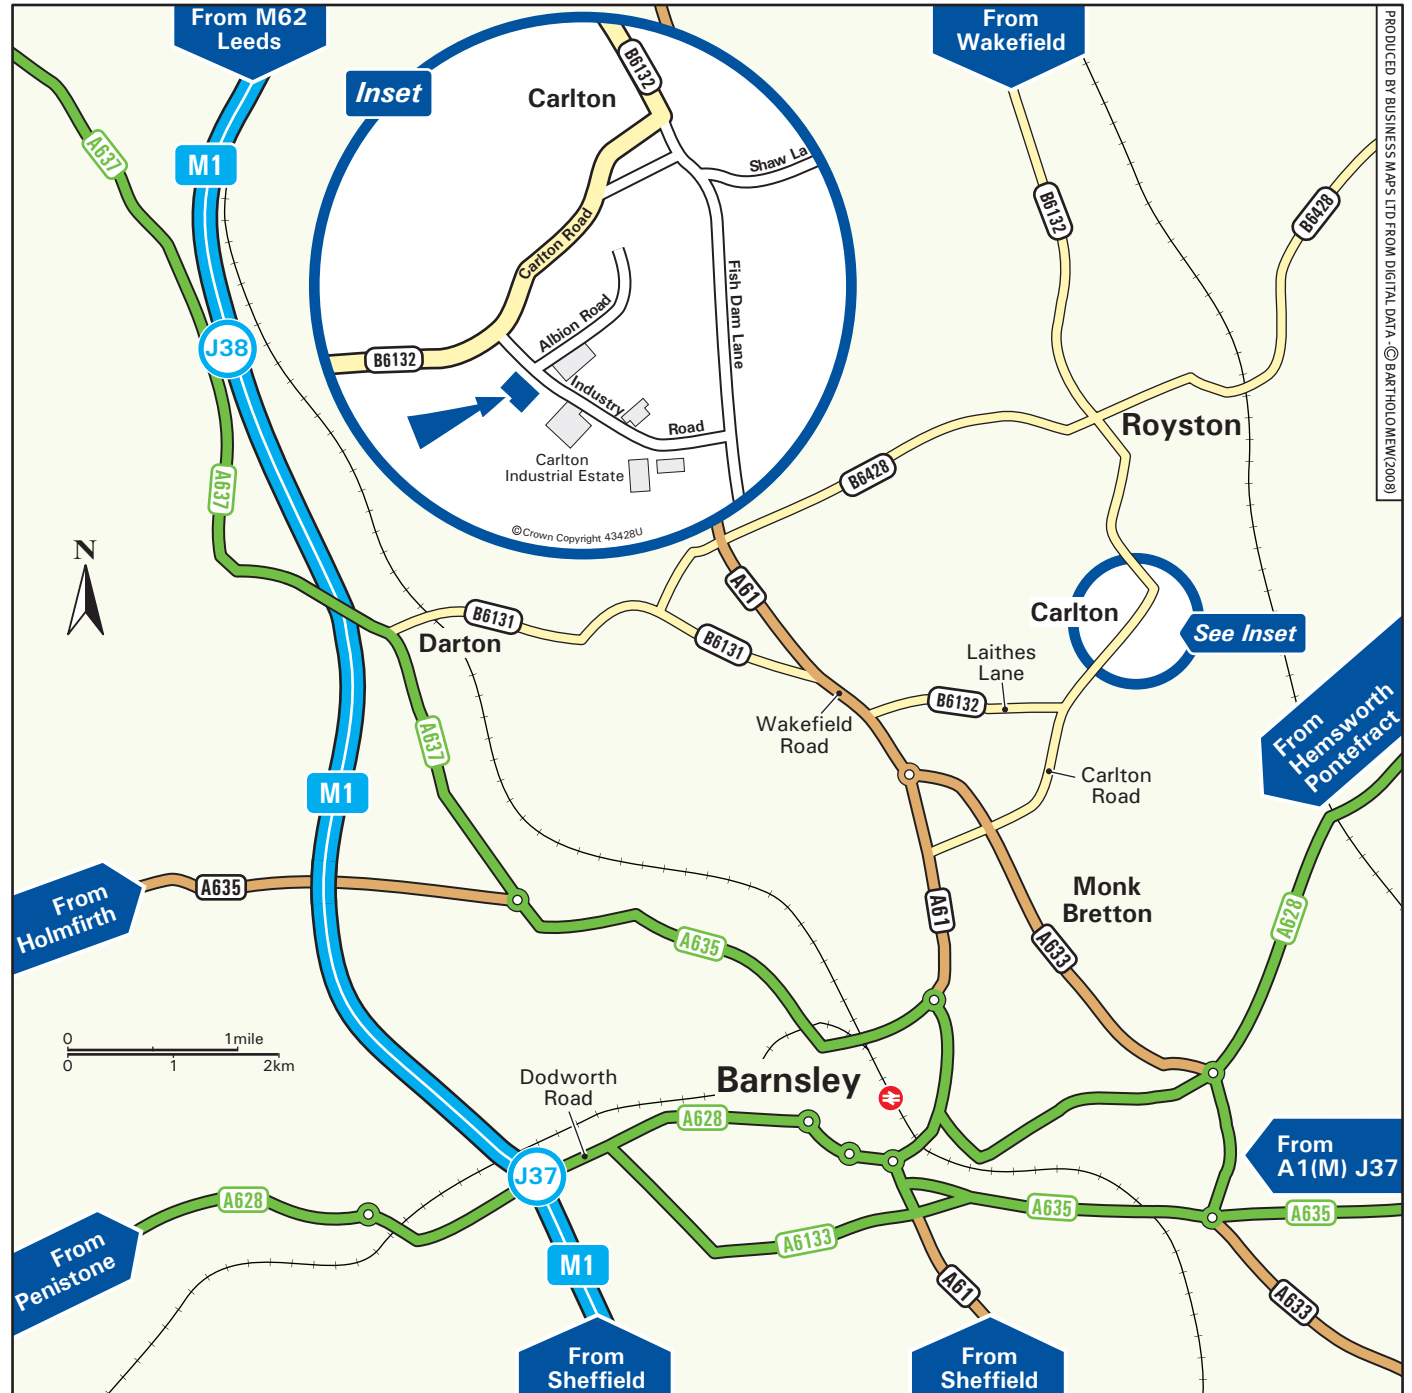 From M62
Leeds
From
Wakefield
PRODUCED BY BUSINESS MAPS LTD FROM DIGITAL DATA - © BARTHOLOMEW(2008)
Inset
Carlton
B6132
Shaw La
Carlton Road
Fish Dam Lane
Albion Road
B6132
Industry
Road
Carlton
Industrial Estate
©Crown Copyright 43428U
A637
M1
B6132
B6428
J38
A637
Royston
B6428
N
A61
B6131
Darton
B6131
Carlton
See Inset
Laithes
Lane
B6132
Wakefield
Road
From
Hemsworth
Pontefract
A637
M1
Carlton
Road
A635
From
Holmfirth
Monk
Bretton
A61
A628
A633
A635
0
1mile
0
1
2km
Dodworth
Road
Barnsley
A628
J37
From
A1(M) J37
A628
A635
A635
A6133
From
Penistone
M1
A61
A633
From
Sheffield
From
Sheffield